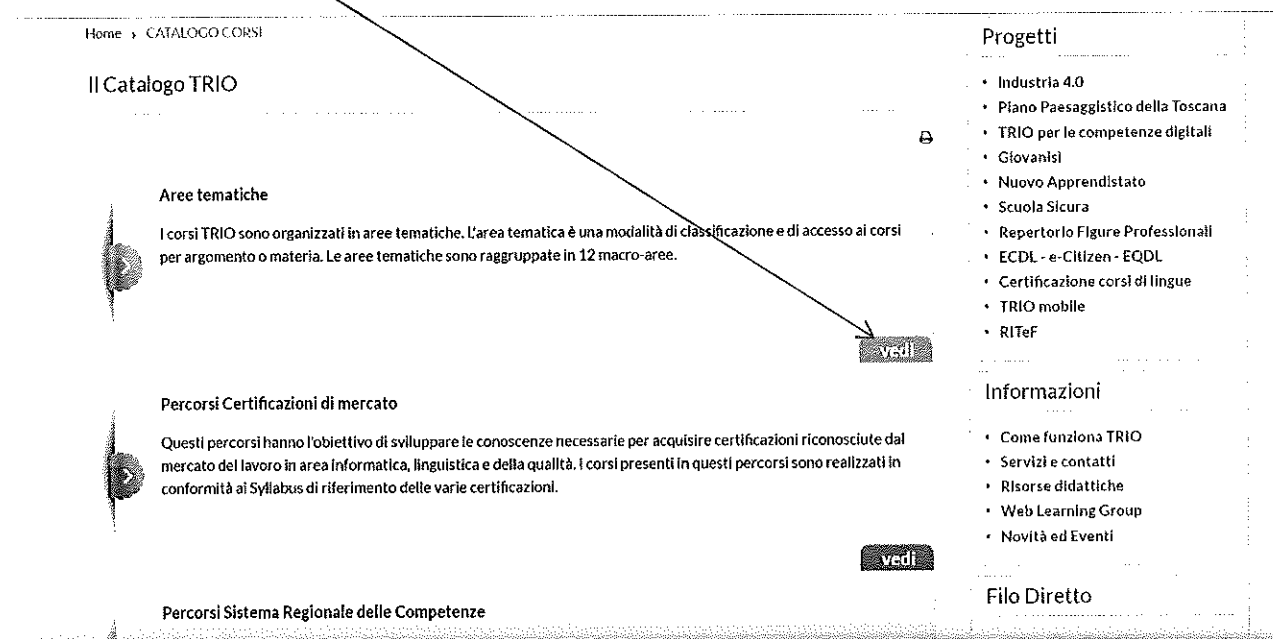 Home › CATALOGO CORSI
Il Catalogo TRIO
Aree tematiche
I corsi TRIO sono organizzati in aree tematiche. L'area tematica è una modalità di classificazione e di accesso ai corsi
per argomento o materia. Le aree tematiche sono raggruppate in 12 macro-aree.
vedi
Percorsi Certificazioni di mercato
Questi percorsi hanno l'obiettivo di sviluppare le conoscenze necessarie per acquisire certificazioni riconosciute dal
mercato del lavoro in area informatica, linguistica e della qualità. I corsi presenti in questi percorsi sono realizzati in
conformità ai Syllabus di riferimento delle varie certificazioni.
vedi
Percorsi Sistema Regionale delle Competenze
Progetti
• Industria 4.0
• Piano Paesaggistico della Toscana
• TRIO per le competenze digitali
• Giovanisì
• Nuovo Apprendistato
• Scuola Sicura
• Repertorio Figure Professionali
• ECDL - e-Citizen - EQDL
• Certificazione corsi di lingue
• TRIO mobile
• RITeF
Informazioni
• Come funziona TRIO
• Servizi e contatti
• Risorse didattiche
• Web Learning Group
• Novità ed Eventi
Filo Diretto